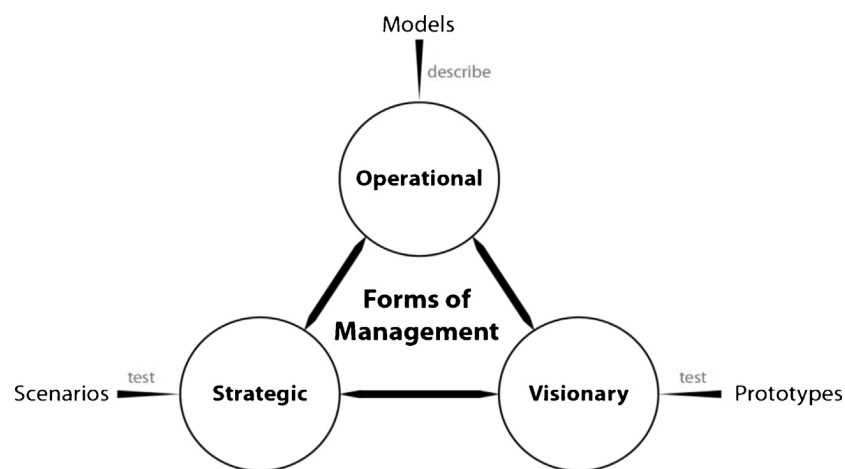 Models
describe
Operational
Forms of
Management
Scenarios
test
Strategic
Visionary
test
Prototypes